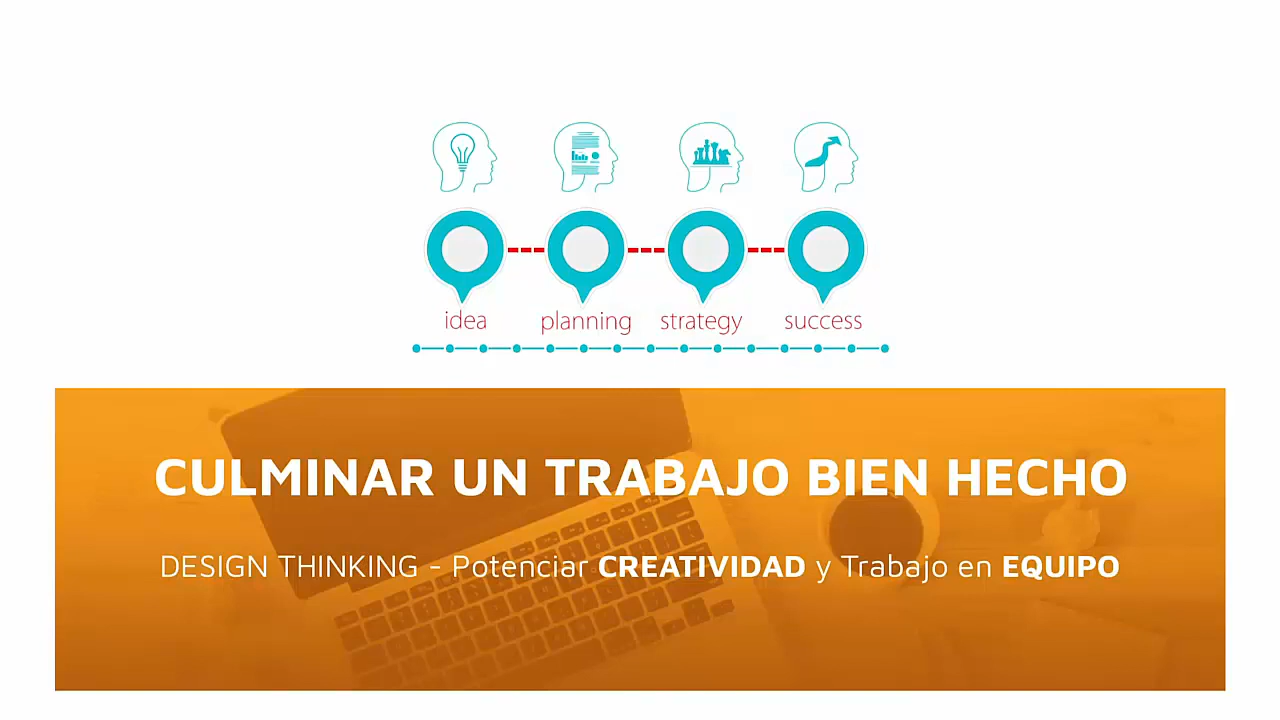 idea planning strategy success
CULMINAR UN TRABAJO BIEN HECHO
DESIGN THINKING - Potenciar CREATIVIDAD y Trabajo en EQUIPO